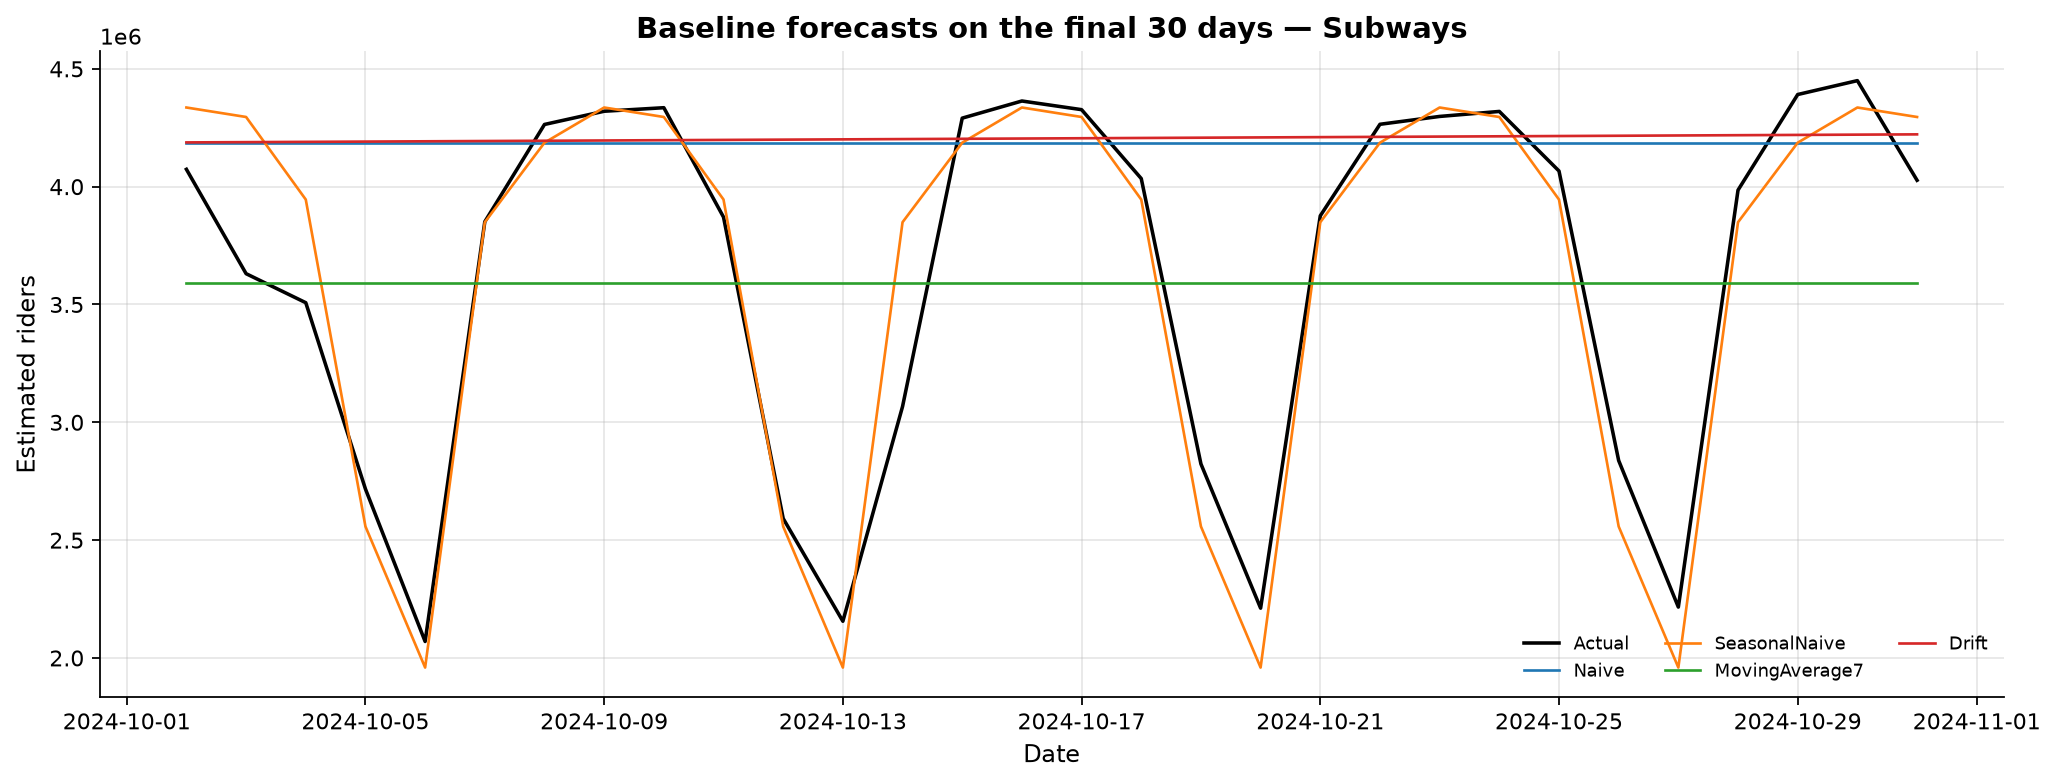 Baseline forecasts on the final 30 days — Subways
1e6
4.5
4.0
3.5
3.0
2.5
2.0
Estimated riders
Actual
Naive
SeasonalNaive
MovingAverage7
Drift
2024-10-01 2024-10-05 2024-10-09 2024-10-13 2024-10-17 2024-10-21 2024-10-25 2024-10-29 2024-11-01
Date